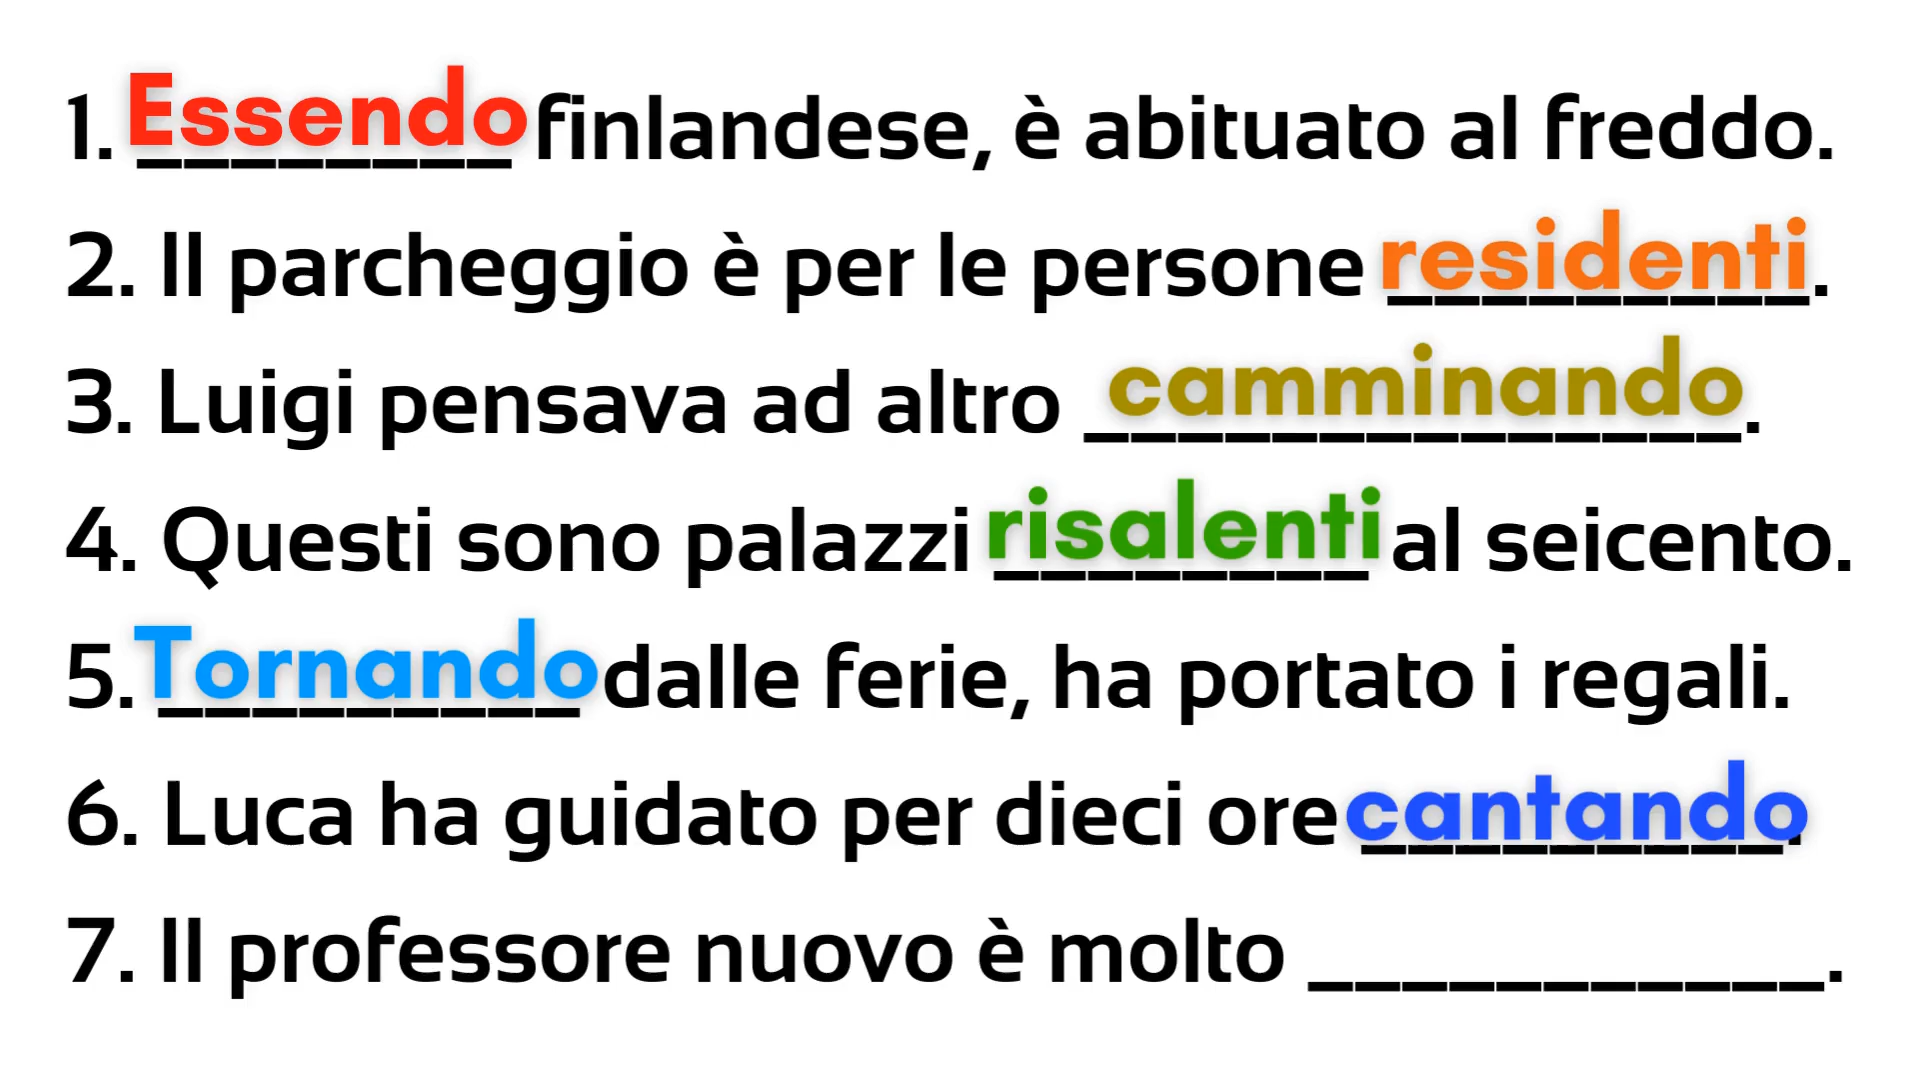 1. Essendo finlandese, è abituato al freddo.
2. Il parcheggio è per le persone residenti.
3. Luigi pensava ad altro camminando.
4. Questi sono palazzi risalenti al seicento.
5. Tornando dalle ferie, ha portato i regali.
6. Luca ha guidato per dieci ore cantando.
7. Il professore nuovo è molto ___________.